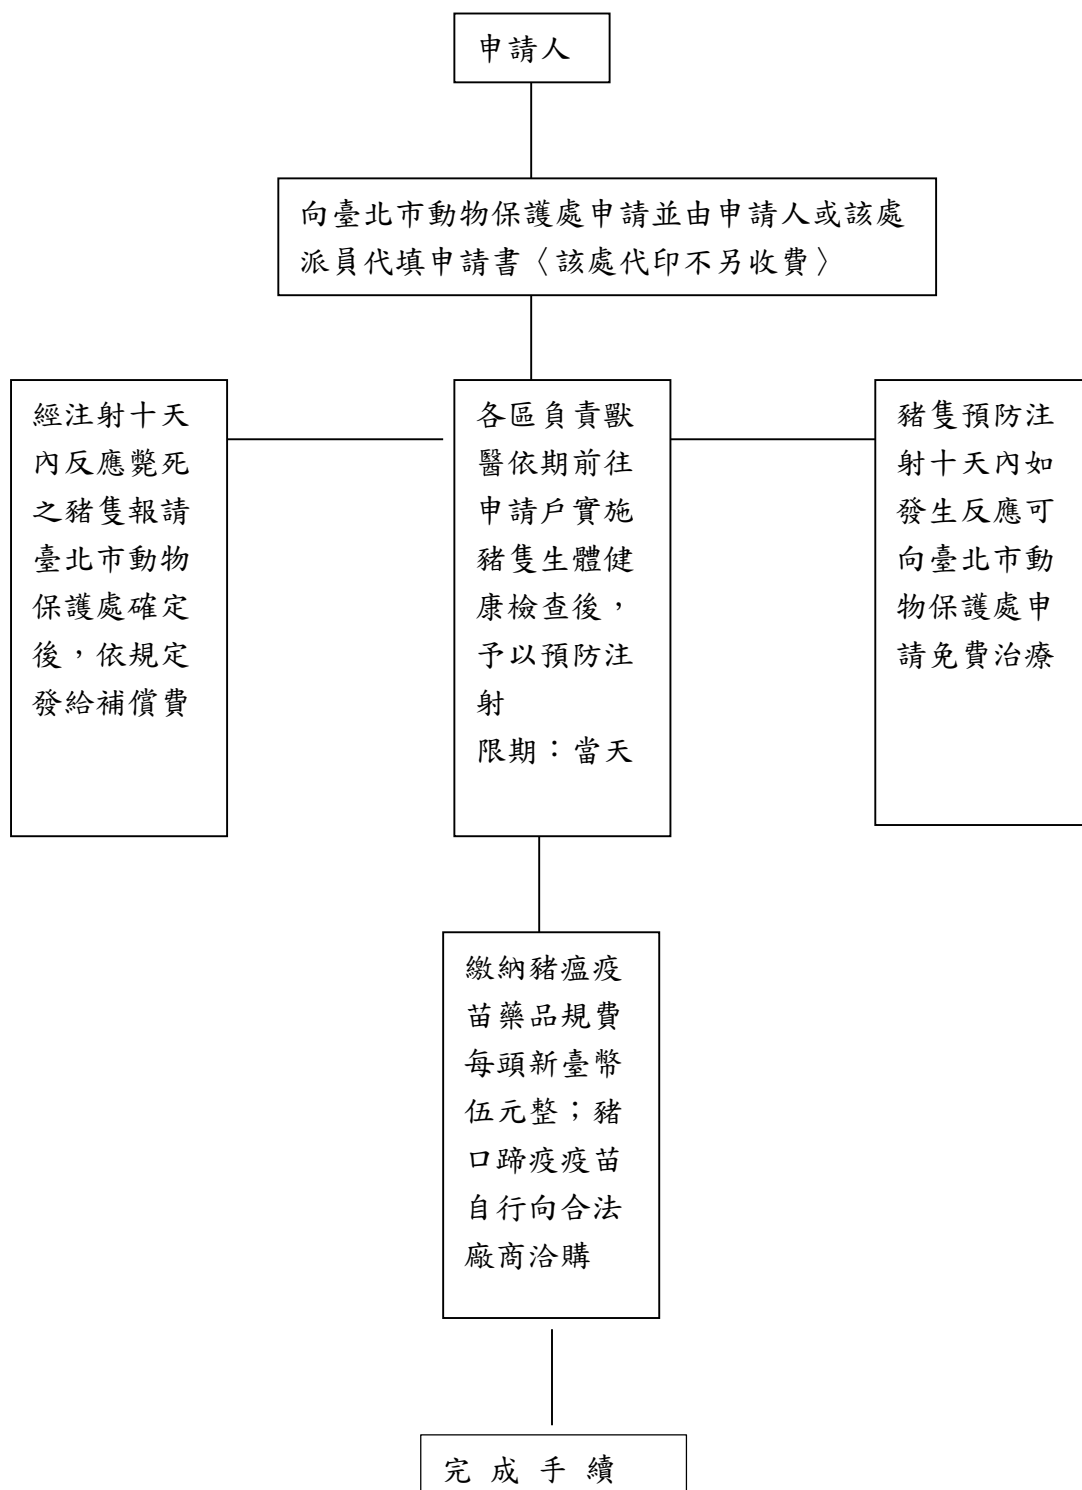 申請人
向臺北市動物保護處申請並由申請人或該處
派員代填申請書〈該處代印不另收費〉
經注射十天
內反應斃死
之豬隻報請
臺北市動物
保護處確定
後，依規定
發給補償費
各區負責獸
醫依期前往
申請戶實施
豬隻生體健
康檢查後，
予以預防注
射
限期：當天
豬隻預防注
射十天內如
發生反應可
向臺北市動
物保護處申
請免費治療
繳納豬瘟疫
苗藥品規費
每頭新臺幣
伍元整；豬
口蹄疫疫苗
自行向合法
廠商洽購
完成手續